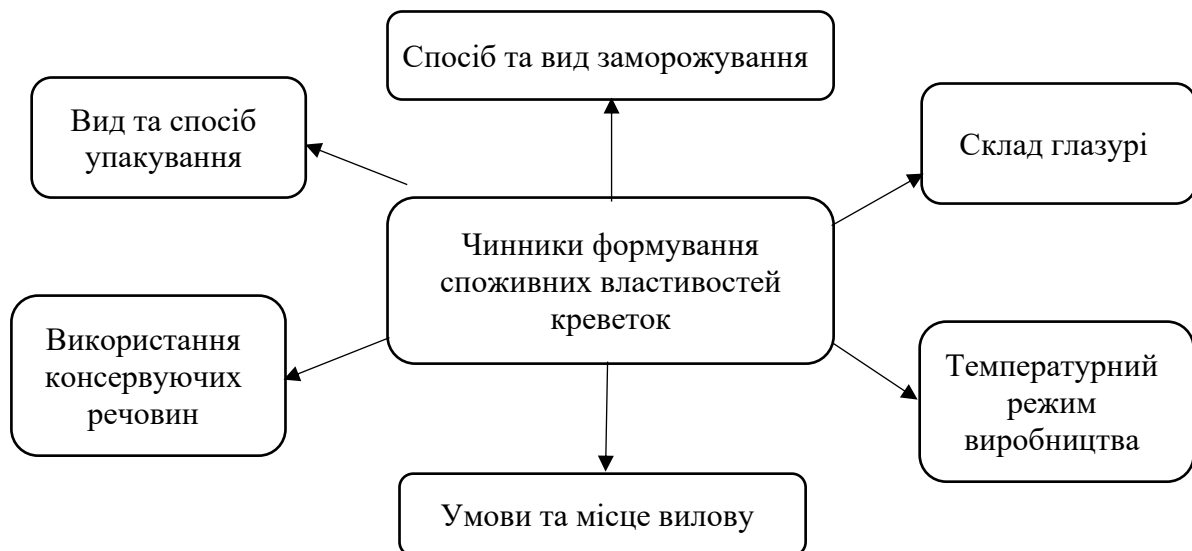 Спосіб та вид заморожування
Вид та спосіб
упакування
Склад глазурі
Чинники формування
споживних властивостей
креветок
Використання
консервуючих
речовин
Температурний
режим
виробництва
Умови та місце вилову